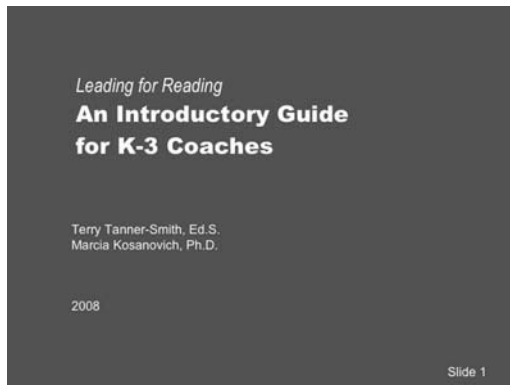 Leading for Reading
An Introductory Guide
for K-3 Coaches
Terry Tanner-Smith, Ed.S.
Marcia Kosanovich, Ph.D.
2008
Slide 1